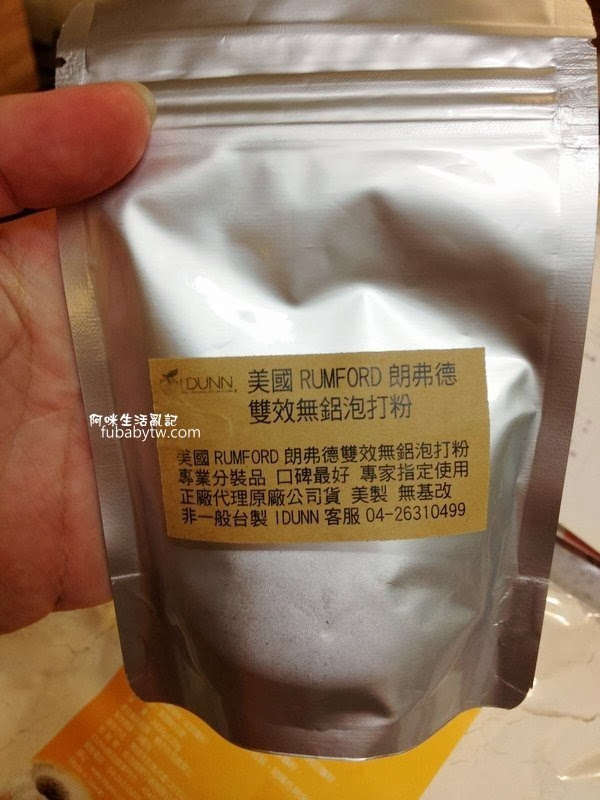 I.DUNN
美國 RUMFORD 朗弗德
雙效無鋁泡打粉
阿咪生活亂記
fubabytw.com
美國 RUMFORD 朗弗德雙效無鋁泡打粉
專業分裝品 口碑最好 專家指定使用
正廠代理原廠公司貨 美製 無基改
非一般台製 IDUNN 客服 04-26310499